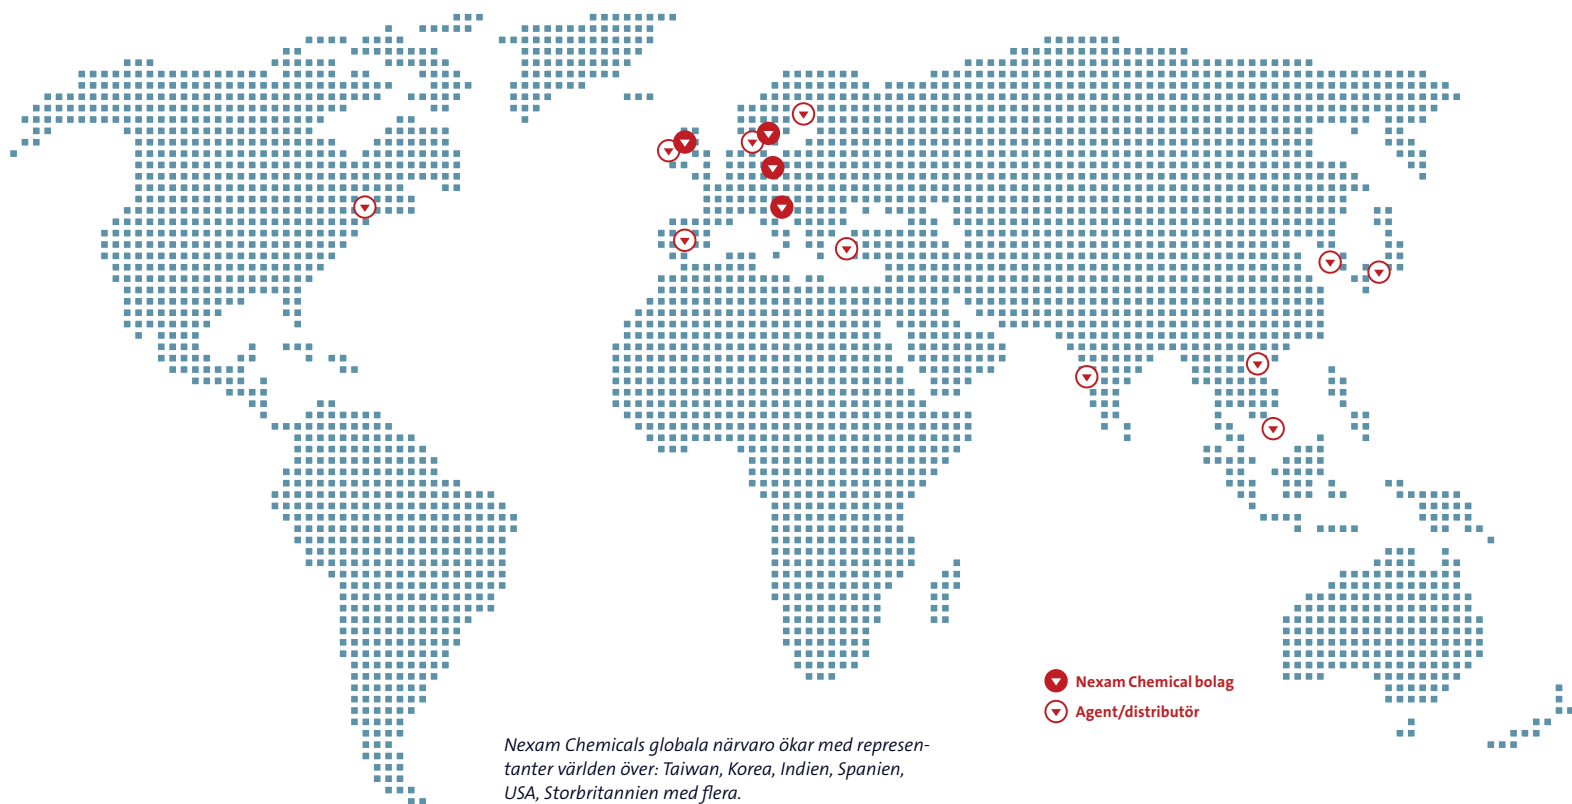 Nexam Chemical bolag
Agent/distributör
Nexam Chemicals globala närvaro ökar med represen-
tanter världen över: Taiwan, Korea, Indien, Spanien,
USA, Storbritannien med flera.